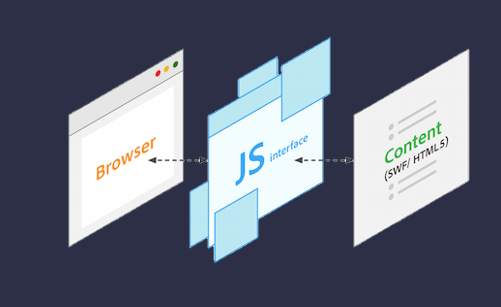 Browser
JS interface
Content
(SWF/ HTML5)